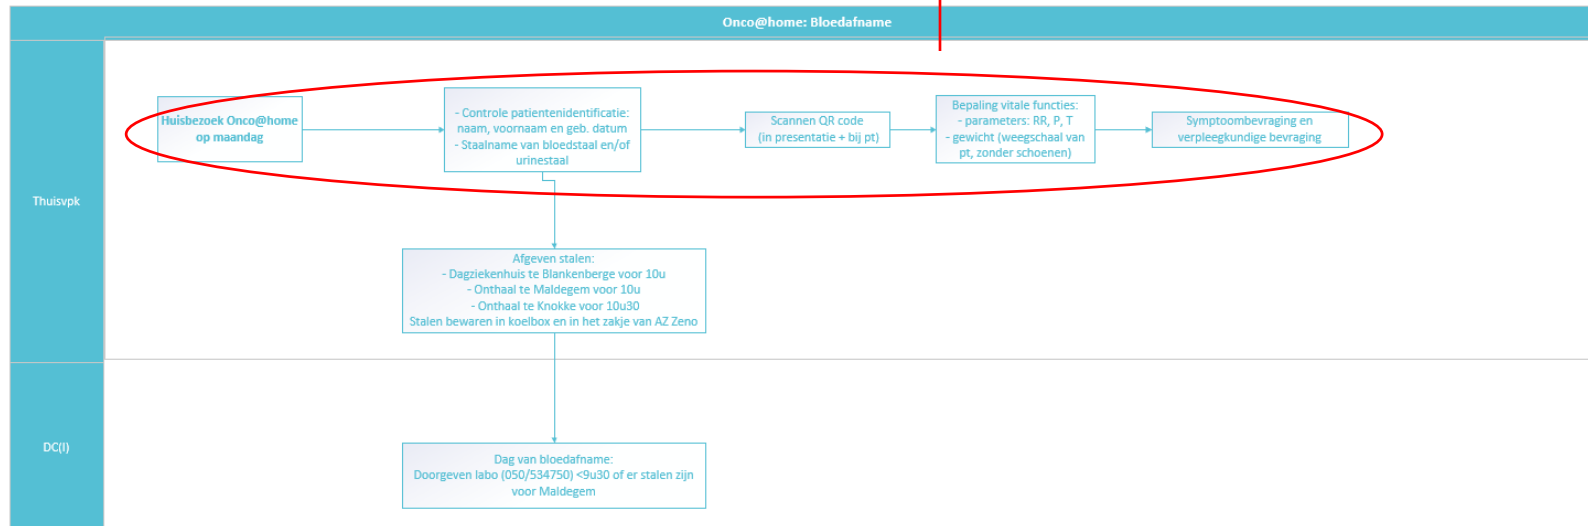 Onco@home: Bloedafname
Thuisvpk
Huisbezoek Onco@home
op maandag
- Controle patientenidentificatie:
naam, voornaam en geb. datum
- Staalname van bloedstaal en/of
urinestaal
Scannen QR code
(in presentatie + bij pt)
Bepaling vitale functies:
- parameters: RR, P, T
- gewicht (weegschaal van
pt, zonder schoenen)
Symptoombevraging en
verpleegkundige bevraging
Afgeven stalen:
- Dagziekenhuis te Blankenberge voor 10u
- Onthaal te Maldegem voor 10u
- Onthaal te Knokke voor 10u30
Stalen bewaren in koelbox en in het zakje van AZ Zeno
DC(I)
Dag van bloedafname:
Doorgeven labo (050/534750) <9u30 of er stalen zijn
voor Maldegem